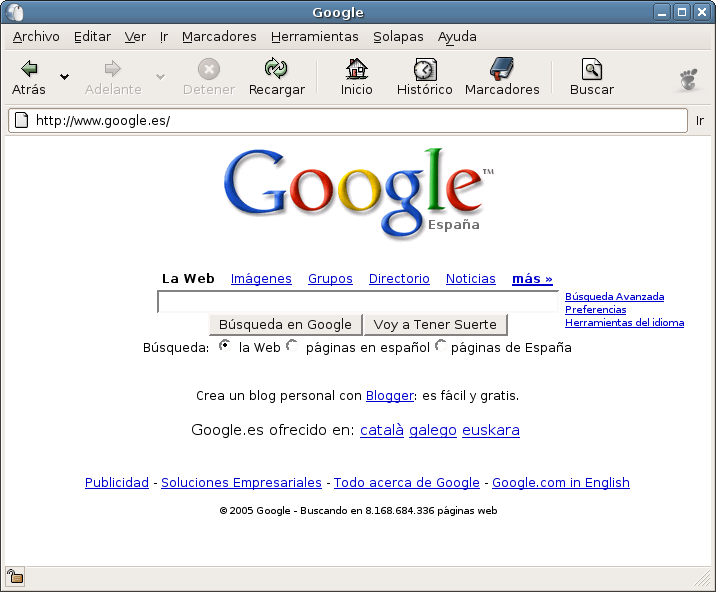 Google
Archivo Editar Ver Ir Marcadores Herramientas Solapas Ayuda
Atrás Adelante Detener Recargar Inicio Histórico Marcadores Buscar
http://www.google.es/ Ir
Google™
España
La Web Imágenes Grupos Directorio Noticias más »
Búsqueda Avanzada
Preferencias
Herramientas del idioma
Búsqueda en Google Voy a Tener Suerte
Búsqueda: la Web páginas en español páginas de España
Crea un blog personal con Blogger: es fácil y gratis.
Google.es ofrecido en: català galego euskara
Publicidad - Soluciones Empresariales - Todo acerca de Google - Google.com in English
© 2005 Google - Buscando en 8.168.684.336 páginas web